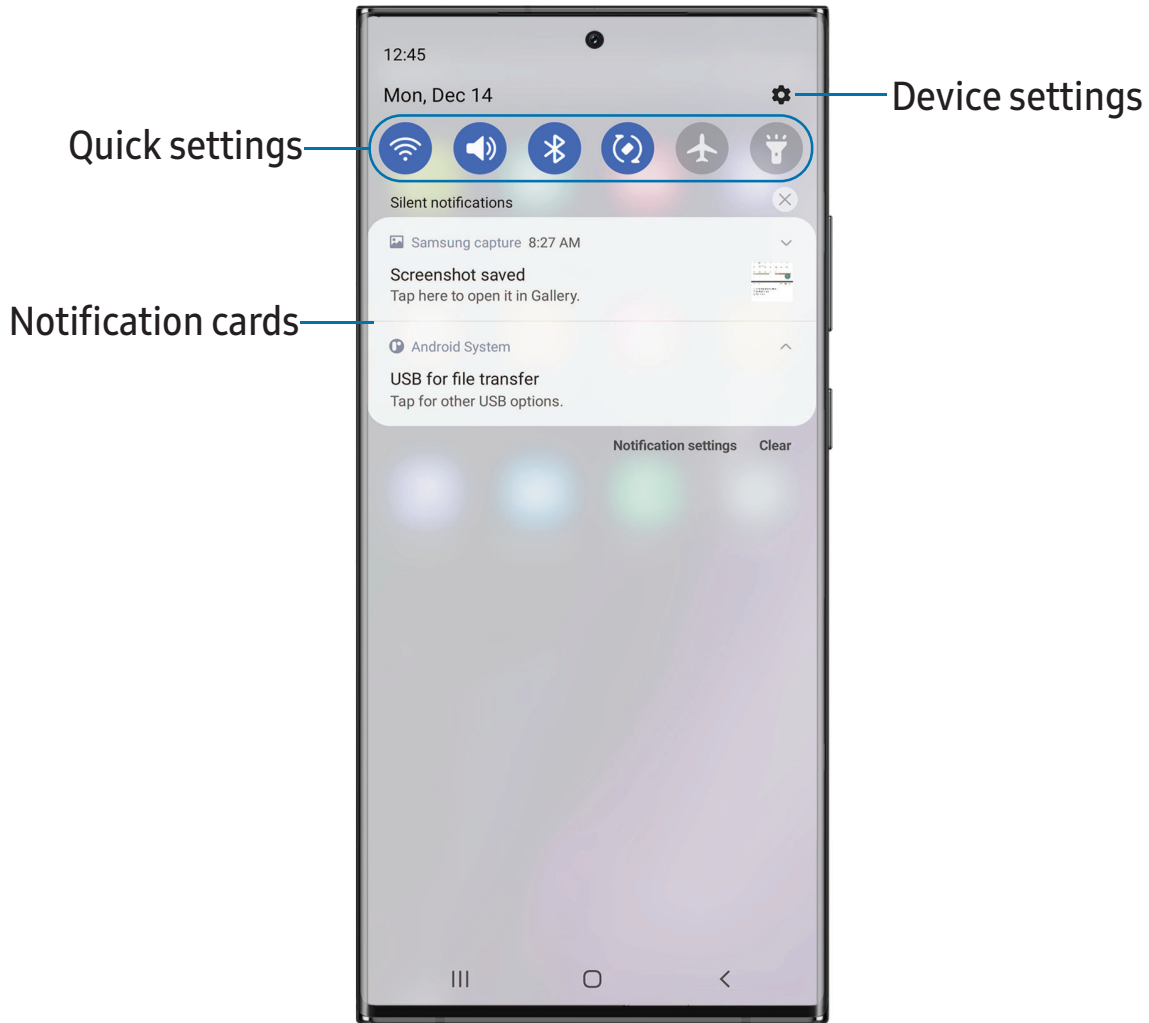 12:45
Mon, Dec 14
Device settings
Quick settings
Silent notifications
Samsung capture 8:27 AM
Screenshot saved
Tap here to open it in Gallery.
Notification cards
Android System
USB for file transfer
Tap for other USB options.
Notification settings Clear